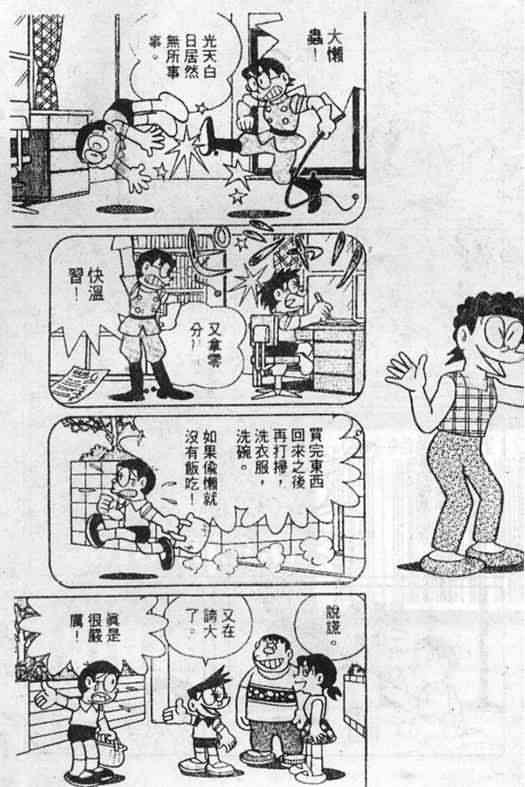 大懶
蟲！
光天白
日居然
無所事
事。
又拿零
分？
快溫
習！
買完東西
回來之後
再打掃，
洗衣服，
洗碗。
如果偷懶就
沒有飯吃！
說謊。
又在
誇大
了。
眞是
很嚴
厲！